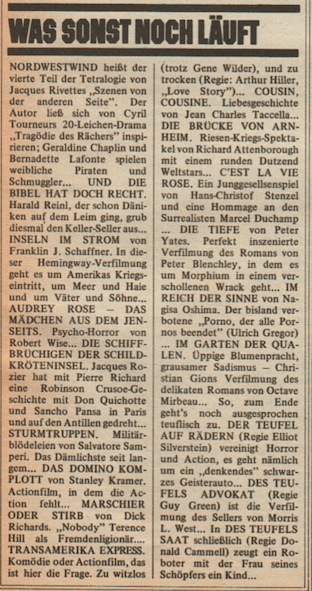 WAS SONST NOCH LÄUFT
NORDWESTWIND heißt der
vierte Teil der Tetralogie von
Jacques Rivettes „Szenen von
der anderen Seite". Der
Autor ließ sich von Cyril
Tourneurs 20-Leichen-Drama
„Tragödie des Rächers" inspi-
rieren; Geraldine Chaplin und
Bernadette Lafonte spielen
weibliche Piraten und
Schmuggler... UND DIE
BIBEL HAT DOCH RECHT.
Harald Reinl, der schon Däni-
ken auf dem Leim ging, grub
diesmal den Keller-Seller aus...
INSELN IM STROM von
Franklin J. Schaffner. In die-
ser Hemingway-Verfilmung
geht es um Amerikas Kriegs-
eintritt, um Meer und Haie
und um Väter und Söhne...
AUDREY ROSE - DAS
MÄDCHEN AUS DEM JEN-
SEITS. Psycho-Horror von
Robert Wise... DIE SCHIFF-
BRÜCHIGEN DER SCHILD-
KRÖTENINSEL. Jacques Ro-
zier hat mit Pierre Richard
eine Robinson Crusoe-Ge-
schichte mit Don Quichotte
und Sancho Pansa in Paris
und auf den Antillen gedreht...
STURMTRUPPEN. Militär-
blödeleien von Salvatore Sam-
peri. Das Dämlichste seit lan-
gem... DAS DOMINO KOM-
PLOTT von Stanley Kramer.
Actionfilm, in dem die Ac-
tion fehlt... MARSCHIER
ODER STIRB von Dick
Richards. „Nobody" Terence
Hill als Fremdenligionär....
TRANSAMERIKA EXPRESS.
Komödie oder Actionfilm, das
ist hier die Frage. Zu witzlos
(trotz Gene Wilder), und zu
trocken (Regie: Arthur Hiller,
„Love Story")... COUSIN,
COUSINE. Liebesgeschichte
von Jean Charles Taccella...
DIE BRÜCKE VON ARN-
HEIM. Riesen-Kriegs-Spekta-
kel von Richard Attenborough
mit einem runden Dutzend
Weltstars... C'EST LA VIE
ROSE. Ein Junggesellenspiel
von Hans-Christof Stenzel
und eine Hommage an den
Surrealisten Marcel Duchamp
... DIE TIEFE von Peter
Yates. Perfekt inszenierte
Verfilmung des Romans von
Peter Blenchley, in dem es
um Morphium in einem ver-
schollenen Wrack geht... IM
REICH DER SINNE von Na-
gisa Oshima. Der bisland ver-
botene „Porno, der alle Por-
nos beendet" (Ulrich Gregor)
... IM GARTEN DER QUA-
LEN. Üppige Blumenpracht,
grausamer Sadismus - Chri-
stian Gions Verfilmung des
delikaten Romans von Octave
Mirbeau... So, zum Ende
geht's noch ausgesprochen
teuflisch zu. DER TEUFEL
AUF RÄDERN (Regie Elliot
Silverstein) vereinigt Horror
und Action, es geht nämlich
um ein „denkendes" schwar-
zes Geisterauto... DES TEU-
FELS ADVOKAT (Regie
Guy Green) ist die Verfil-
mung des Sellers von Morris
L. West... In DES TEUFELS
SAAT schließlich (Regie Do-
nald Cammell) zeugt ein Ro-
boter mit der Frau seines
Schöpfers ein Kind...